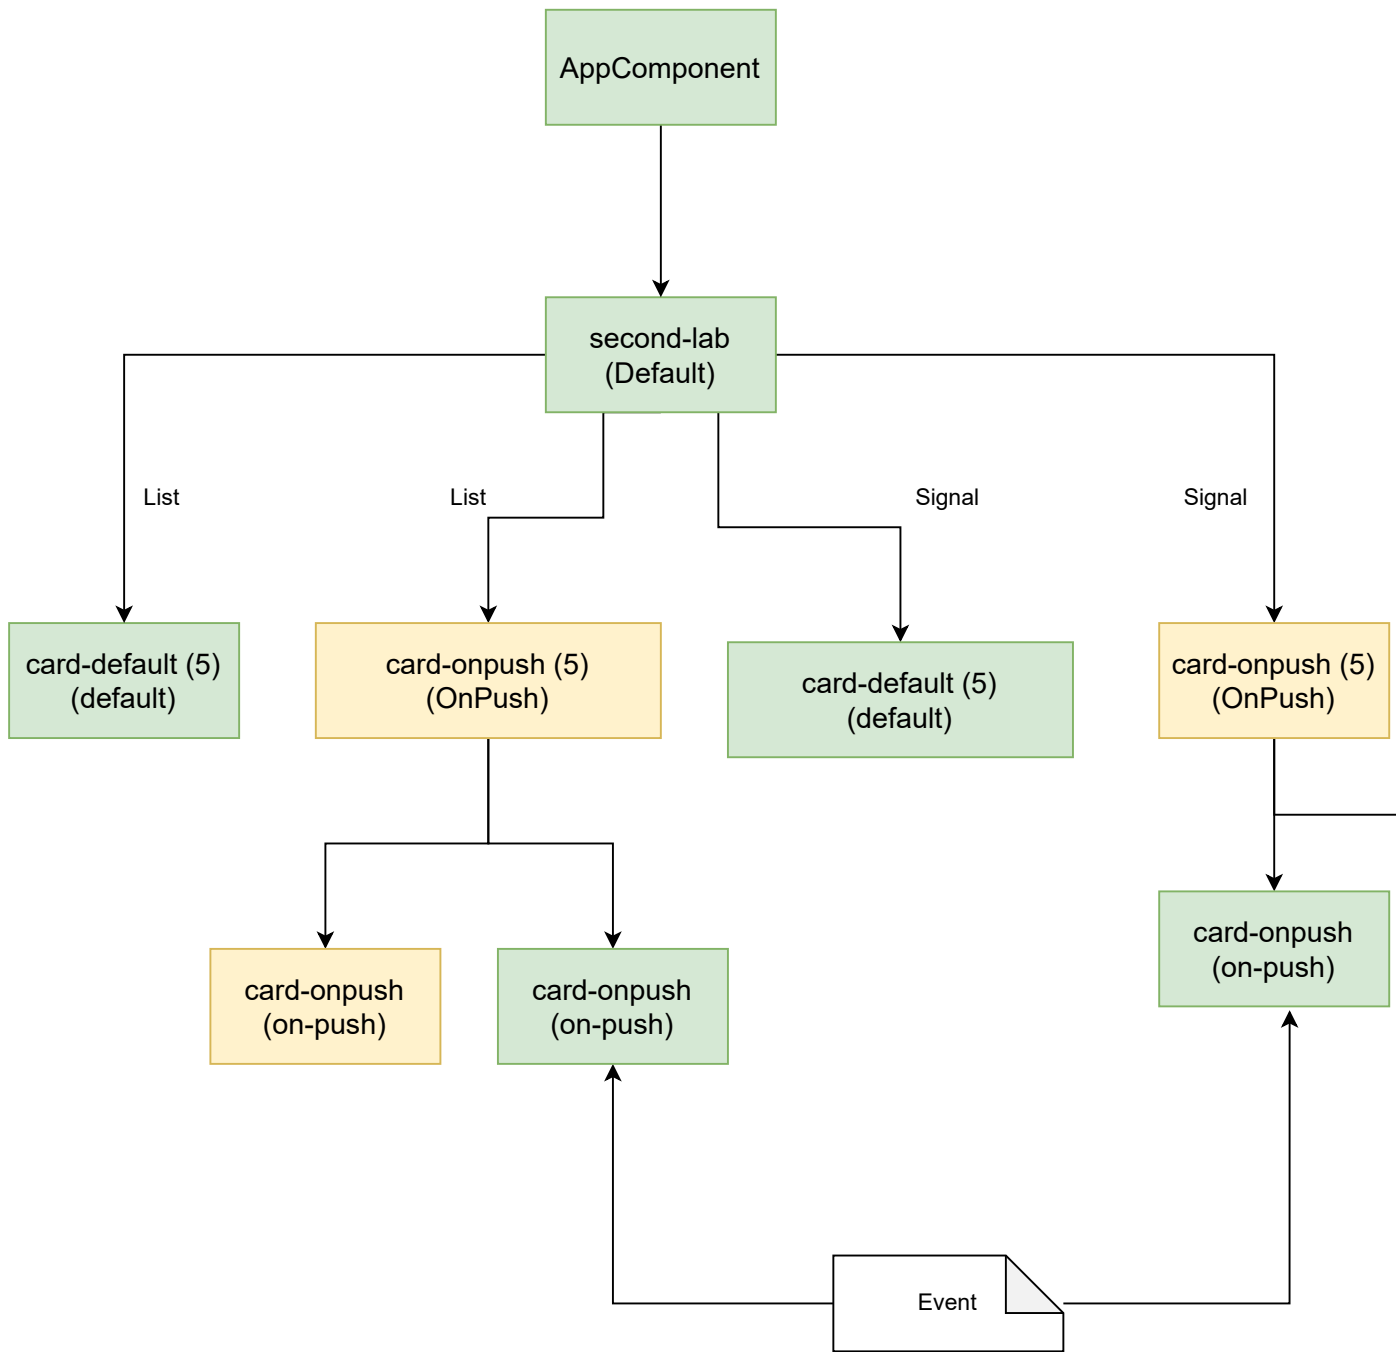 AppComponent
second-lab
(Default)
List
List
Signal
Signal
card-default (5)
(default)
card-onpush (5)
(OnPush)
card-default (5)
(default)
card-onpush (5)
(OnPush)
card-onpush
(on-push)
card-onpush
(on-push)
card-onpush
(on-push)
Event